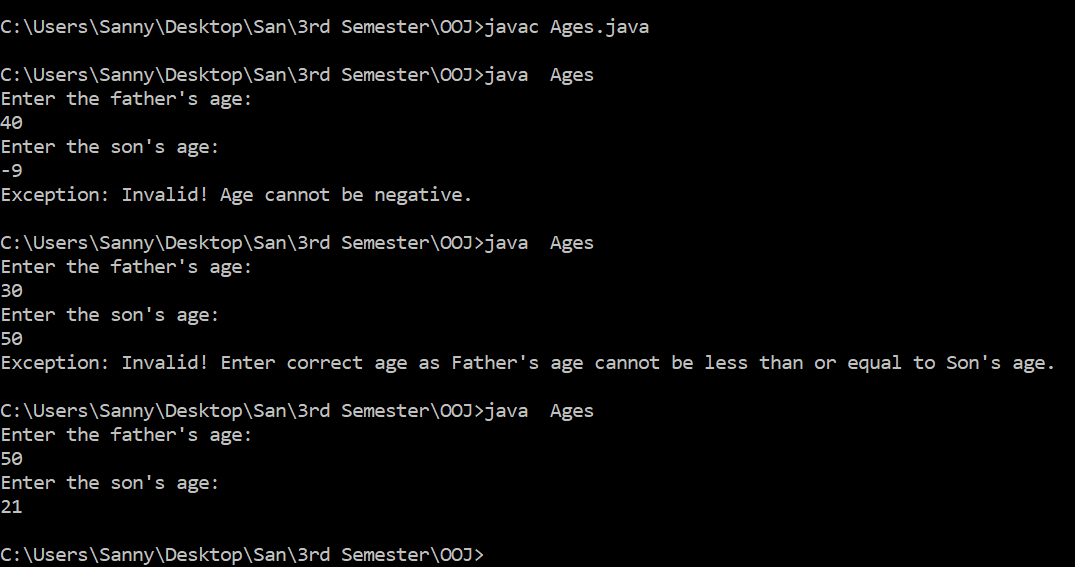 C:\Users\Sanny\Desktop\San\3rd Semester\OOJ>javac Ages.java
C:\Users\Sanny\Desktop\San\3rd Semester\OOJ>java  Ages
Enter the father's age:
40
Enter the son's age:
-9
Exception: Invalid! Age cannot be negative.
C:\Users\Sanny\Desktop\San\3rd Semester\OOJ>java  Ages
Enter the father's age:
30
Enter the son's age:
50
Exception: Invalid! Enter correct age as Father's age cannot be less than or equal to Son's age.
C:\Users\Sanny\Desktop\San\3rd Semester\OOJ>java  Ages
Enter the father's age:
50
Enter the son's age:
21
C:\Users\Sanny\Desktop\San\3rd Semester\OOJ>